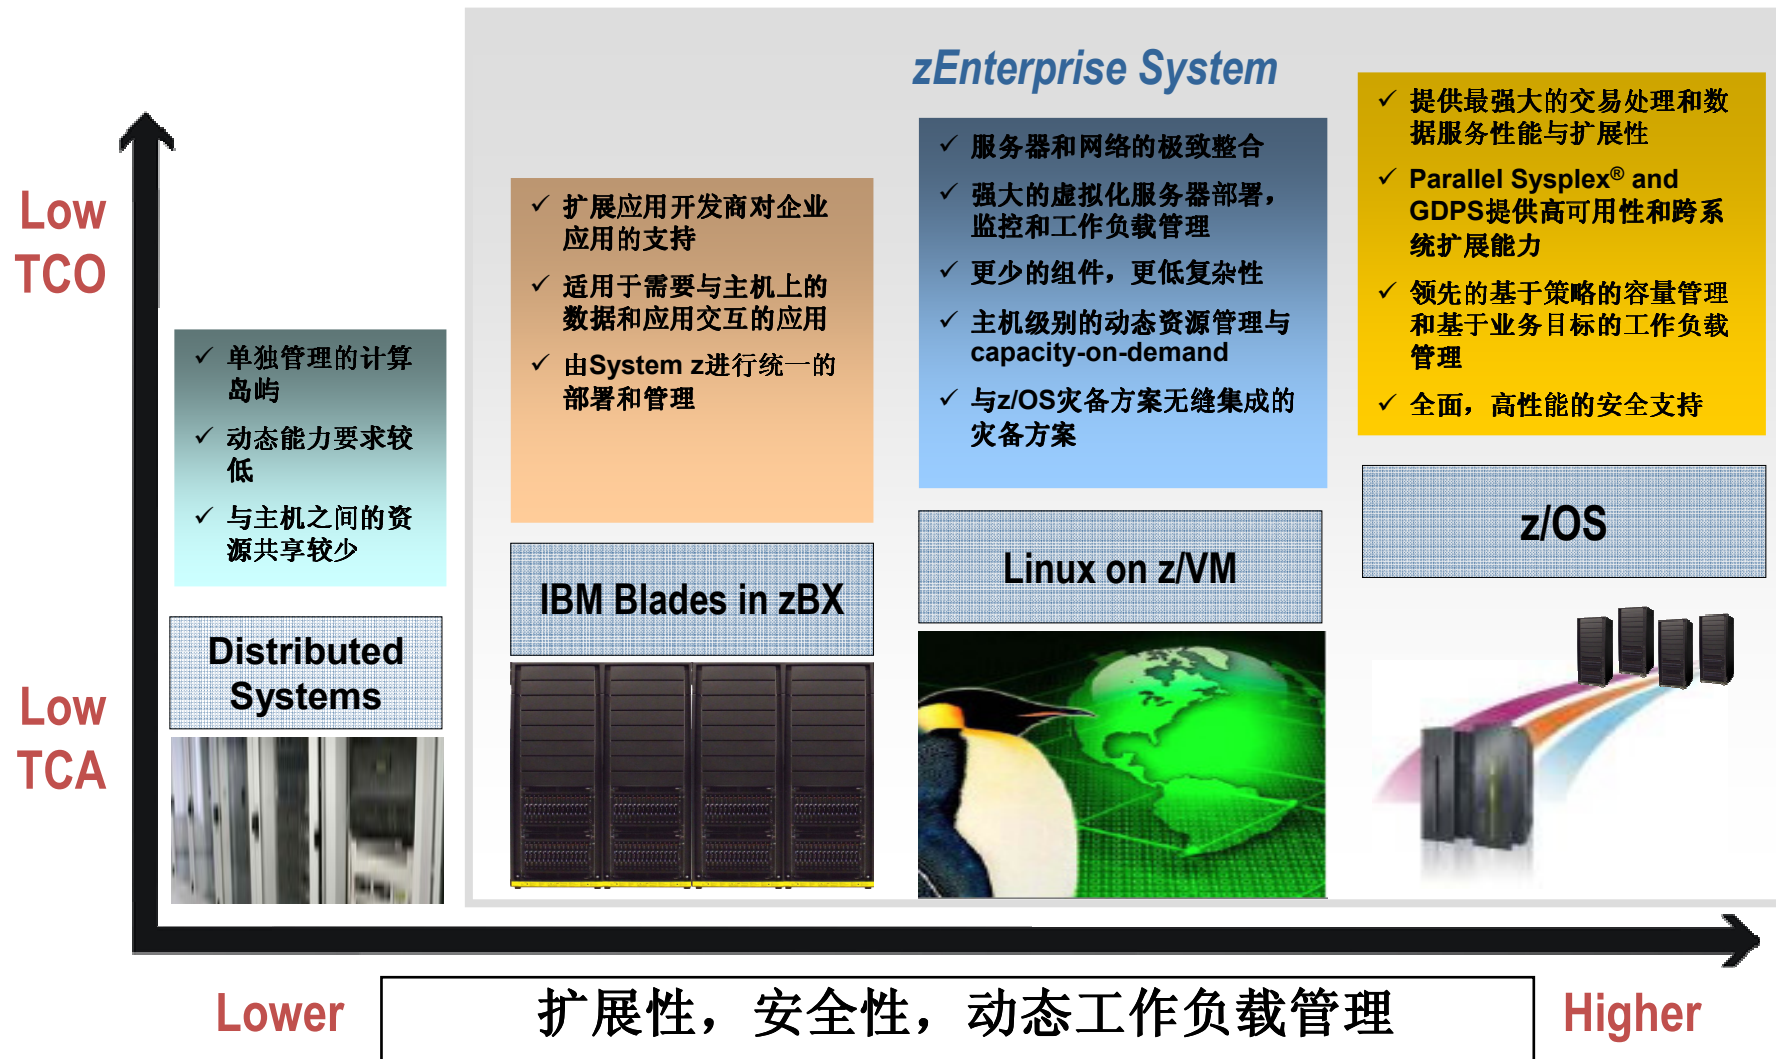 zEnterprise System
Low
TCO
Low
TCA
✓ 单独管理的计算
岛屿
✓ 动态能力要求较
低
✓ 与主机之间的资
源共享较少
Distributed
Systems
✓ 扩展应用开发商对企业
应用的支持
✓ 适用于需要与主机上的
数据和应用交互的应用
✓ 由System z进行统一的
部署和管理
IBM Blades in zBX
✓ 服务器和网络的极致整合
✓ 强大的虚拟化服务器部署，
监控和工作负载管理
✓ 更少的组件，更低复杂性
✓ 主机级别的动态资源管理与
capacity-on-demand
✓ 与z/OS灾备方案无缝集成的
灾备方案
Linux on z/VM
✓ 提供最强大的交易处理和数
据服务性能与扩展性
✓ Parallel Sysplex® and
GDPS提供高可用性和跨系
统扩展能力
✓ 领先的基于策略的容量管理
和基于业务目标的工作负载
管理
✓ 全面，高性能的安全支持
z/OS
Lower
扩展性，安全性，动态工作负载管理
Higher